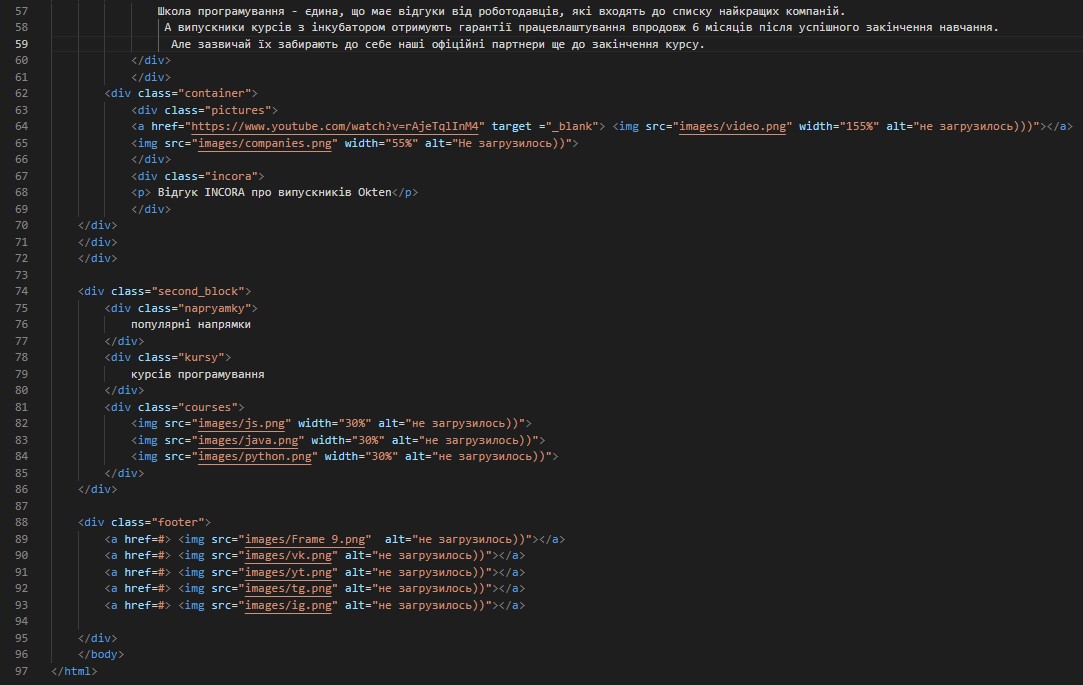 57 Школа програмування - єдина, що має відгуки від роботодавців, які входять до списку найкращих компаній.
58 А випускники курсів з інкубатором отримують гарантії працевлаштування впродовж 6 місяців після успішного закінчення навчання.
59 Але зазвичай їх забирають до себе наші офіційні партнери ще до закінчення курсу.
60 </div>
61 </div>
62 <div class="container">
63 <div class="pictures">
64 <a href="https://www.youtube.com/watch?v=rAjeTqlInM4" target ="_blank"> <img src="images/video.png" width="155%" alt="не загрузилось)))"></a>
65 <img src="images/companies.png" width="55%" alt="Не загрузилось))">
66 </div>
67 <div class="incora">
68 <p> Відгук INCORA про випускників Okten</p>
69 </div>
70 </div>
71 </div>
72 </div>
73
74 <div class="second_block">
75 <div class="napryamky">
76 популярні напрямки
77 </div>
78 <div class="kursy">
79 курсів програмування
80 </div>
81 <div class="courses">
82 <img src="images/js.png" width="30%" alt="не загрузилось))">
83 <img src="images/java.png" width="30%" alt="не загрузилось))">
84 <img src="images/python.png" width="30%" alt="не загрузилось))">
85 </div>
86 </div>
87
88 <div class="footer">
89 <a href=#> <img src="images/Frame 9.png"  alt="не загрузилось))"></a>
90 <a href=#> <img src="images/vk.png" alt="не загрузилось))"></a>
91 <a href=#> <img src="images/yt.png" alt="не загрузилось))"></a>
92 <a href=#> <img src="images/tg.png" alt="не загрузилось))"></a>
93 <a href=#> <img src="images/ig.png" alt="не загрузилось))"></a>
94
95 </div>
96 </body>
97 </html>